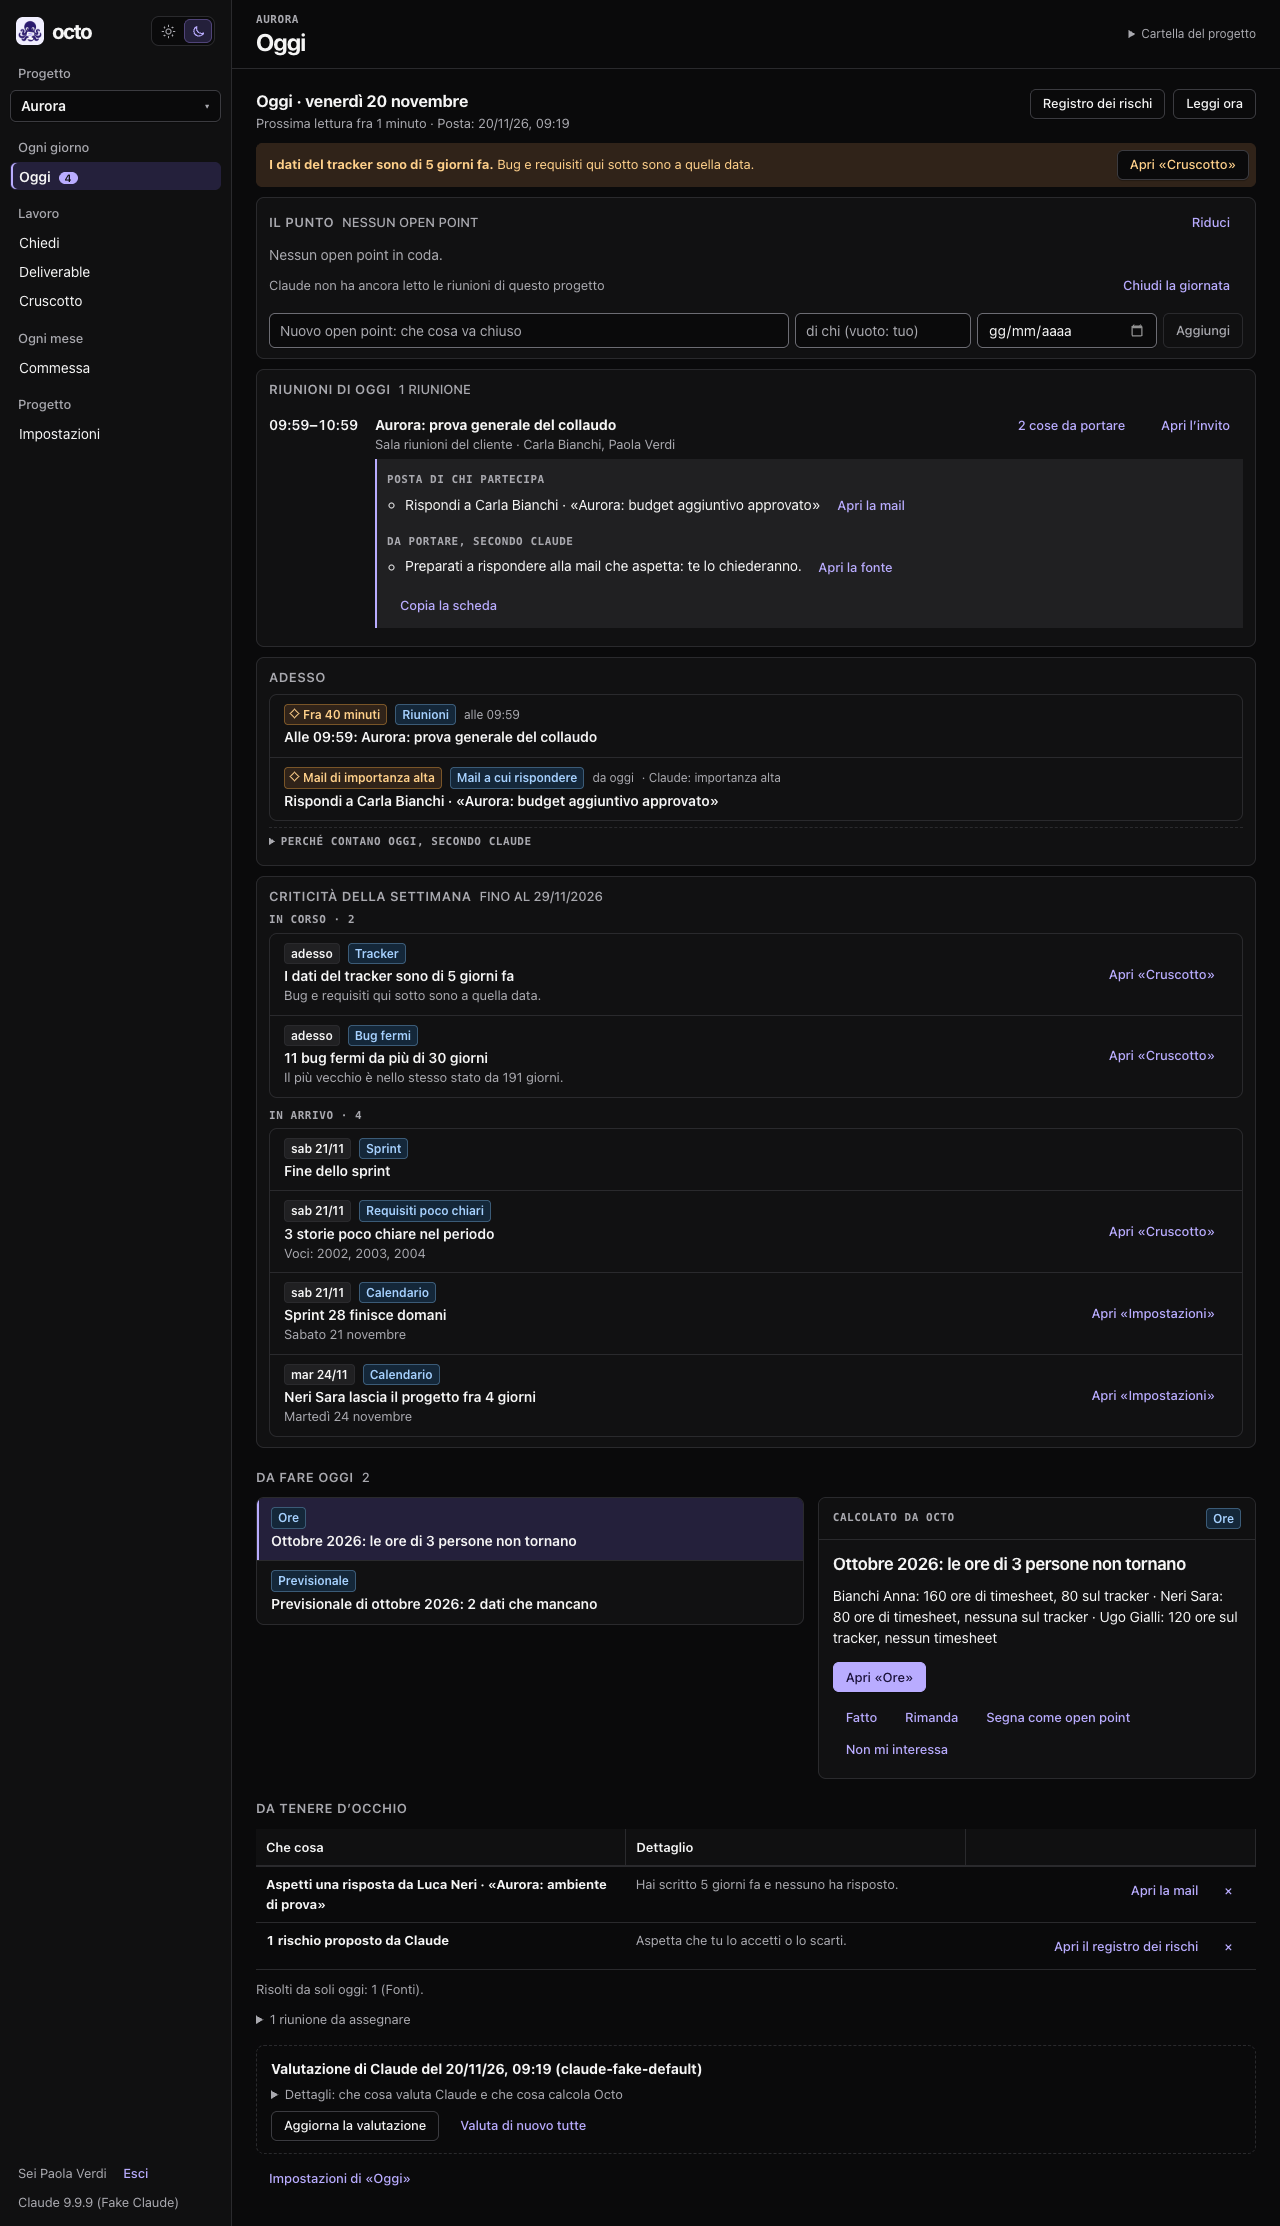 octo
Progetto
Aurora
Ogni giorno
Oggi 4
Lavoro
Chiedi
Deliverable
Cruscotto
Ogni mese
Commessa
Progetto
Impostazioni
Sei Paola Verdi Esci
Claude 9.9.9 (Fake Claude)
AURORA
Oggi
Cartella del progetto
Oggi · venerdì 20 novembre
Prossima lettura fra 1 minuto · Posta: 20/11/26, 09:19
Registro dei rischi
Leggi ora
I dati del tracker sono di 5 giorni fa. Bug e requisiti qui sotto sono a quella data.
Apri «Cruscotto»
IL PUNTO NESSUN OPEN POINT
Riduci
Nessun open point in coda.
Claude non ha ancora letto le riunioni di questo progetto
Chiudi la giornata
Nuovo open point: che cosa va chiuso
di chi (vuoto: tuo)
gg/mm/aaaa
Aggiungi
RIUNIONI DI OGGI 1 RIUNIONE
09:59–10:59
Aurora: prova generale del collaudo
2 cose da portare
Apri l’invito
Sala riunioni del cliente · Carla Bianchi, Paola Verdi
POSTA DI CHI PARTECIPA
Rispondi a Carla Bianchi · «Aurora: budget aggiuntivo approvato» Apri la mail
DA PORTARE, SECONDO CLAUDE
Preparati a rispondere alla mail che aspetta: te lo chiederanno. Apri la fonte
Copia la scheda
ADESSO
Fra 40 minuti Riunioni alle 09:59
Alle 09:59: Aurora: prova generale del collaudo
Mail di importanza alta Mail a cui rispondere da oggi · Claude: importanza alta
Rispondi a Carla Bianchi · «Aurora: budget aggiuntivo approvato»
PERCHÉ CONTANO OGGI, SECONDO CLAUDE
CRITICITÀ DELLA SETTIMANA FINO AL 29/11/2026
IN CORSO · 2
adesso Tracker
I dati del tracker sono di 5 giorni fa
Bug e requisiti qui sotto sono a quella data.
Apri «Cruscotto»
adesso Bug fermi
11 bug fermi da più di 30 giorni
Il più vecchio è nello stesso stato da 191 giorni.
Apri «Cruscotto»
IN ARRIVO · 4
sab 21/11 Sprint
Fine dello sprint
sab 21/11 Requisiti poco chiari
3 storie poco chiare nel periodo
Voci: 2002, 2003, 2004
Apri «Cruscotto»
sab 21/11 Calendario
Sprint 28 finisce domani
Sabato 21 novembre
Apri «Impostazioni»
mar 24/11 Calendario
Neri Sara lascia il progetto fra 4 giorni
Martedì 24 novembre
Apri «Impostazioni»
DA FARE OGGI 2
Ore
Ottobre 2026: le ore di 3 persone non tornano
Previsionale
Previsionale di ottobre 2026: 2 dati che mancano
CALCOLATO DA OCTO Ore
Ottobre 2026: le ore di 3 persone non tornano
Bianchi Anna: 160 ore di timesheet, 80 sul tracker · Neri Sara:
80 ore di timesheet, nessuna sul tracker · Ugo Gialli: 120 ore sul
tracker, nessun timesheet
Apri «Ore»
Fatto Rimanda Segna come open point
Non mi interessa
DA TENERE D’OCCHIO
Che cosa Dettaglio
Aspetti una risposta da Luca Neri · «Aurora: ambiente
di prova»
Hai scritto 5 giorni fa e nessuno ha risposto.
Apri la mail ×
1 rischio proposto da Claude
Aspetta che tu lo accetti o lo scarti.
Apri il registro dei rischi ×
Risolti da soli oggi: 1 (Fonti).
1 riunione da assegnare
Valutazione di Claude del 20/11/26, 09:19 (claude-fake-default)
Dettagli: che cosa valuta Claude e che cosa calcola Octo
Aggiorna la valutazione
Valuta di nuovo tutte
Impostazioni di «Oggi»